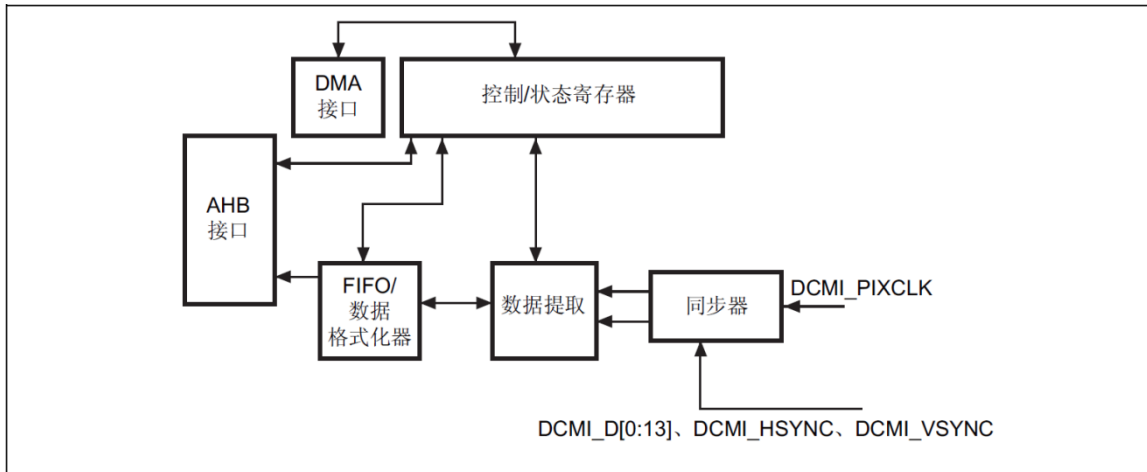 DMA
接口
控制/状态寄存器
AHB
接口
FIFO/
数据
格式化器
数据提取
同步器
DCMI_PIXCLK
DCMI_D[0:13]、DCMI_HSYNC、DCMI_VSYNC